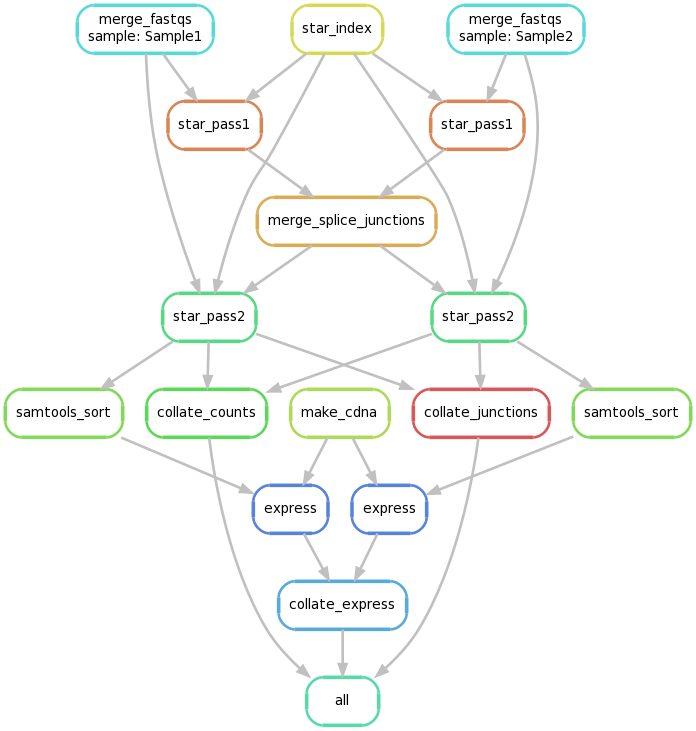 merge_fastqs
sample: Sample1
star_index
merge_fastqs
sample: Sample2
star_pass1
star_pass1
merge_splice_junctions
star_pass2
star_pass2
samtools_sort
collate_counts
make_cdna
collate_junctions
samtools_sort
express
express
collate_express
all